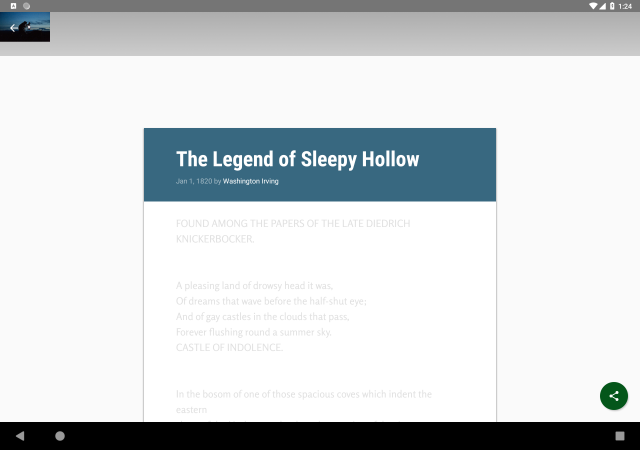 1:24
The Legend of Sleepy Hollow
Jan 1, 1820 by Washington Irving
FOUND AMONG THE PAPERS OF THE LATE DIEDRICH
KNICKERBOCKER.
A pleasing land of drowsy head it was,
Of dreams that wave before the half-shut eye;
And of gay castles in the clouds that pass,
Forever flushing round a summer sky.
CASTLE OF INDOLENCE.
In the bosom of one of those spacious coves which indent the
eastern